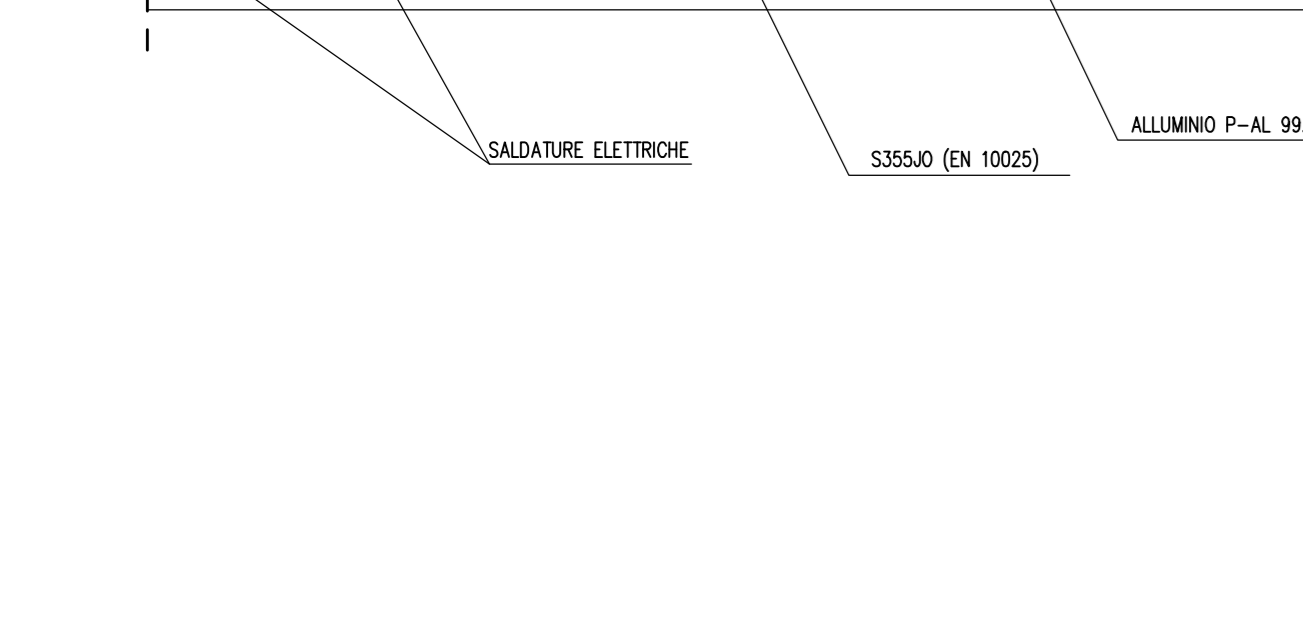 ALLUMINIO P-AL 99.
SALDATURE ELETTRICHE
S355JO (EN 10025)